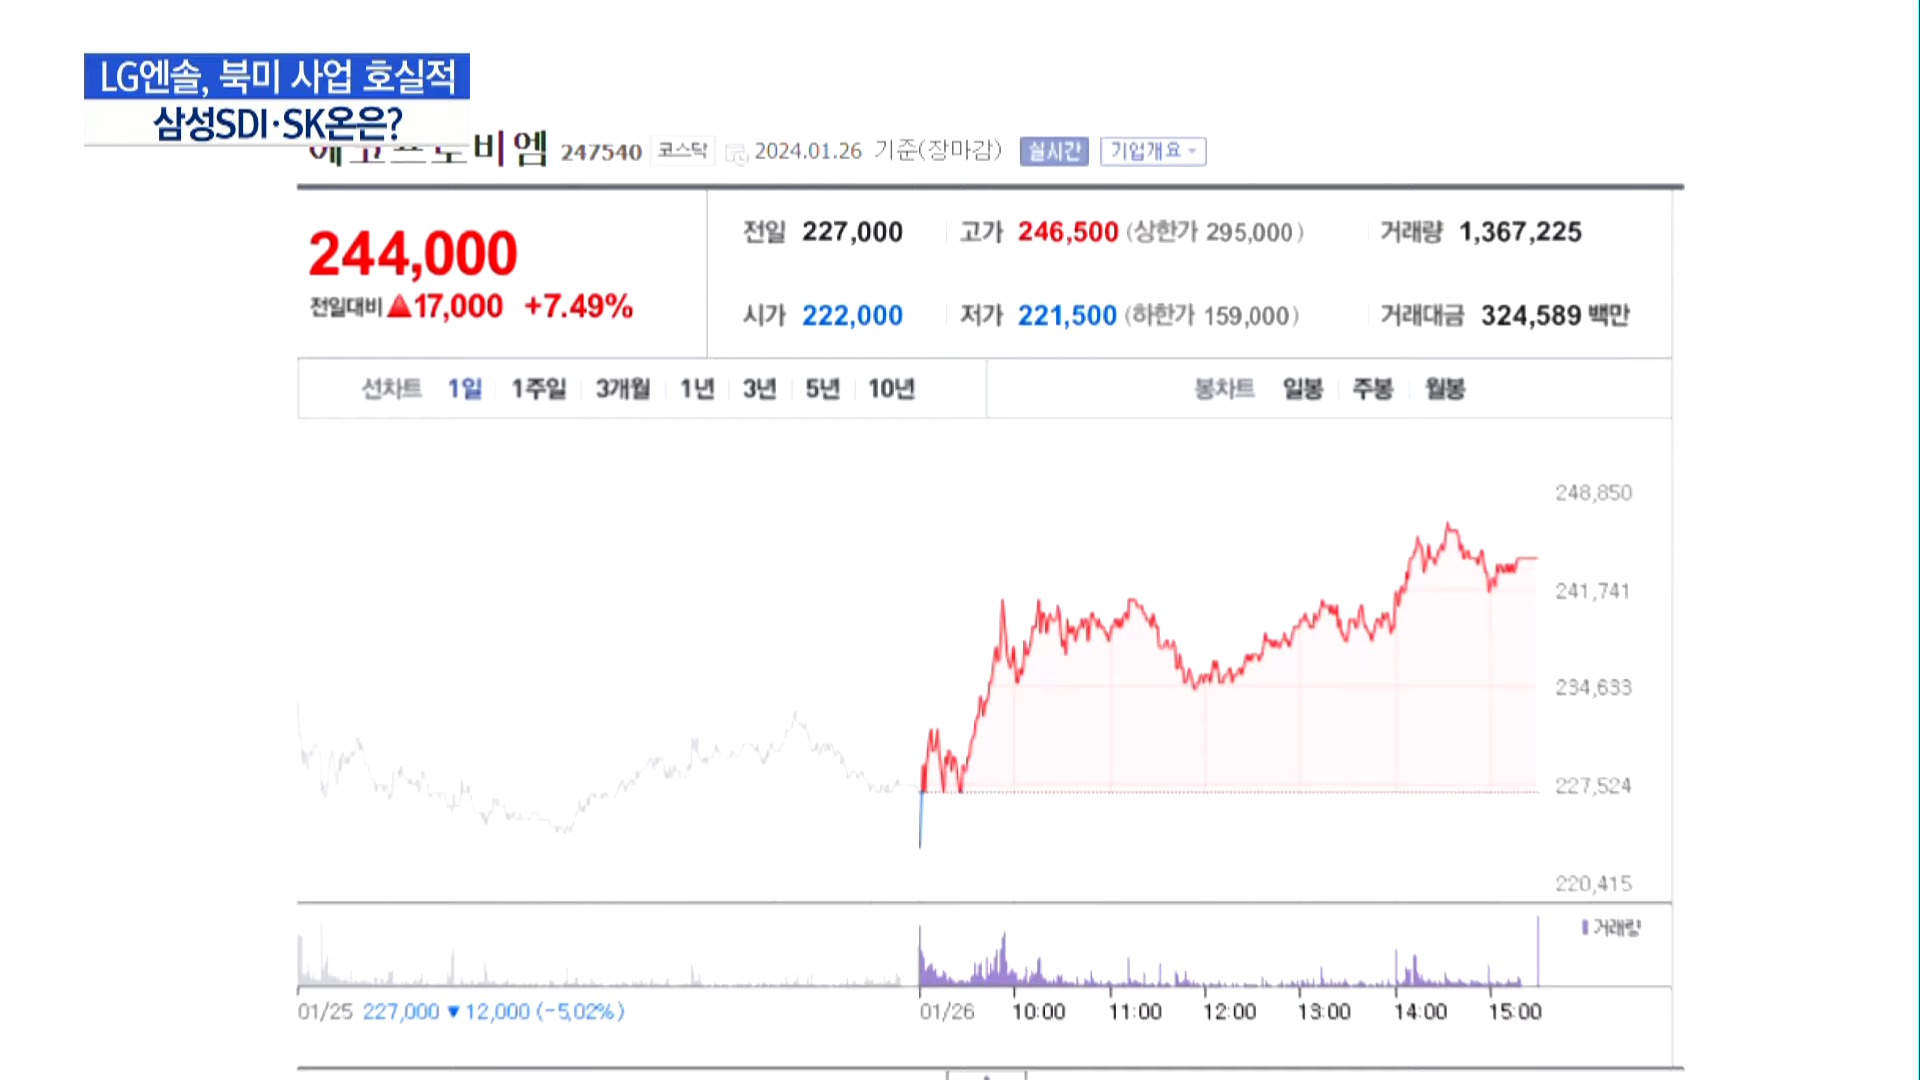 LG엔솔, 북미 사업 호실적
삼성SDI·SK온은?
에코프로비엠 247540 코스닥 2024.01.26 기준(장마감) 실시간 기업개요
244,000
전일대비 ▲17,000 +7.49%
전일 227,000 고가 246,500 (상한가 295,000) 거래량 1,367,225
시가 222,000 저가 221,500 (하한가 159,000) 거래대금 324,589 백만
선차트 1일 1주일 3개월 1년 3년 5년 10년 봉차트 일봉 주봉 월봉
248,850
241,741
234,633
227,524
220,415
거래량
01/25 227,000 ▼12,000 (-5,02%) 01/26 10:00 11:00 12:00 13:00 14:00 15:00